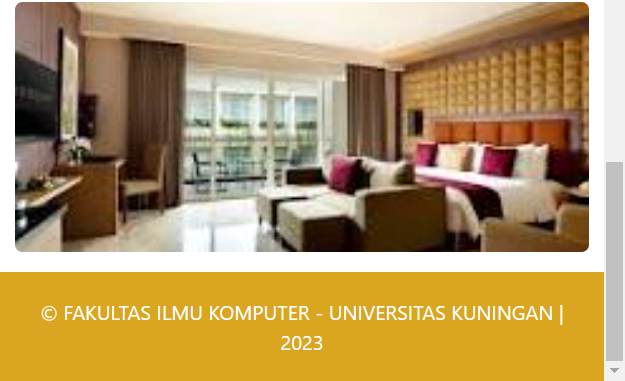 © FAKULTAS ILMU KOMPUTER - UNIVERSITAS KUNINGAN |
2023